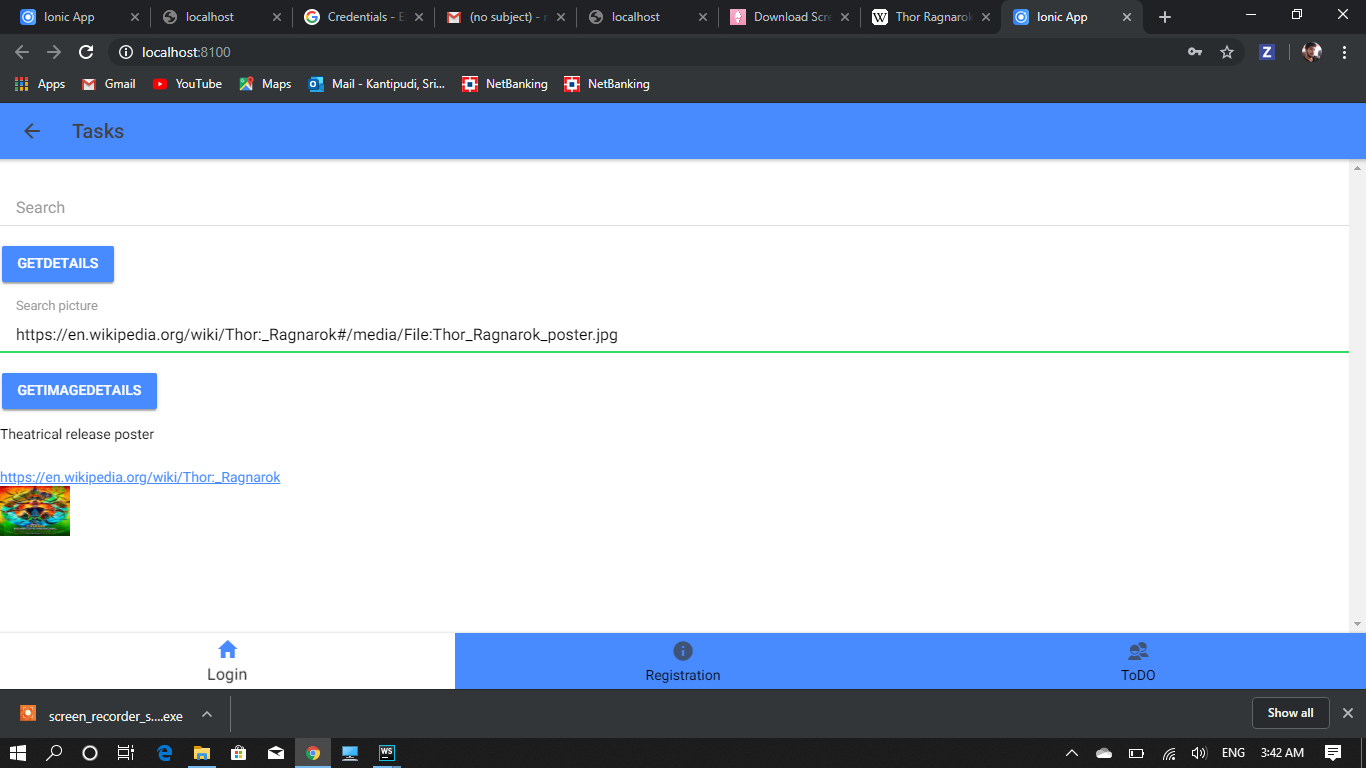 Ionic App
localhost
Credentials - E
(no subject) - r
localhost
Download Scre
Thor Ragnarok
Ionic App
localhost:8100
Apps
Gmail
YouTube
Maps
Mail - Kantipudi, Sri...
NetBanking
NetBanking
Tasks
Search
GETDETAILS
Search picture
https://en.wikipedia.org/wiki/Thor:_Ragnarok#/media/File:Thor_Ragnarok_poster.jpg
GETIMAGEDETAILS
Theatrical release poster
https://en.wikipedia.org/wiki/Thor:_Ragnarok
Login
Registration
ToDO
screen_recorder_s....exe
Show all
ENG
3:42 AM